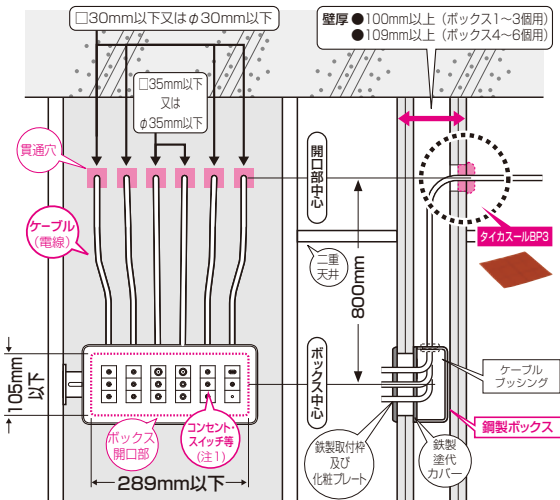 □30mm以下又はφ30mm以下
壁厚 ●100mm以上（ボックス1〜3個用）
●109mm以上（ボックス4〜6個用）
□35mm以下
又は
φ35mm以下
貫通穴
開口部中心
ケーブル
（電線）
タイカスールBP3
二重
天井
800mm
105mm
以下
ボックス中心
ケーブル
ブッシング
ボックス
開口部
コンセント・
スイッチ等
（注1）
鉄製取付枠
及び
化粧プレート
鉄製
塗代
カバー
鋼製ボックス
289mm以下